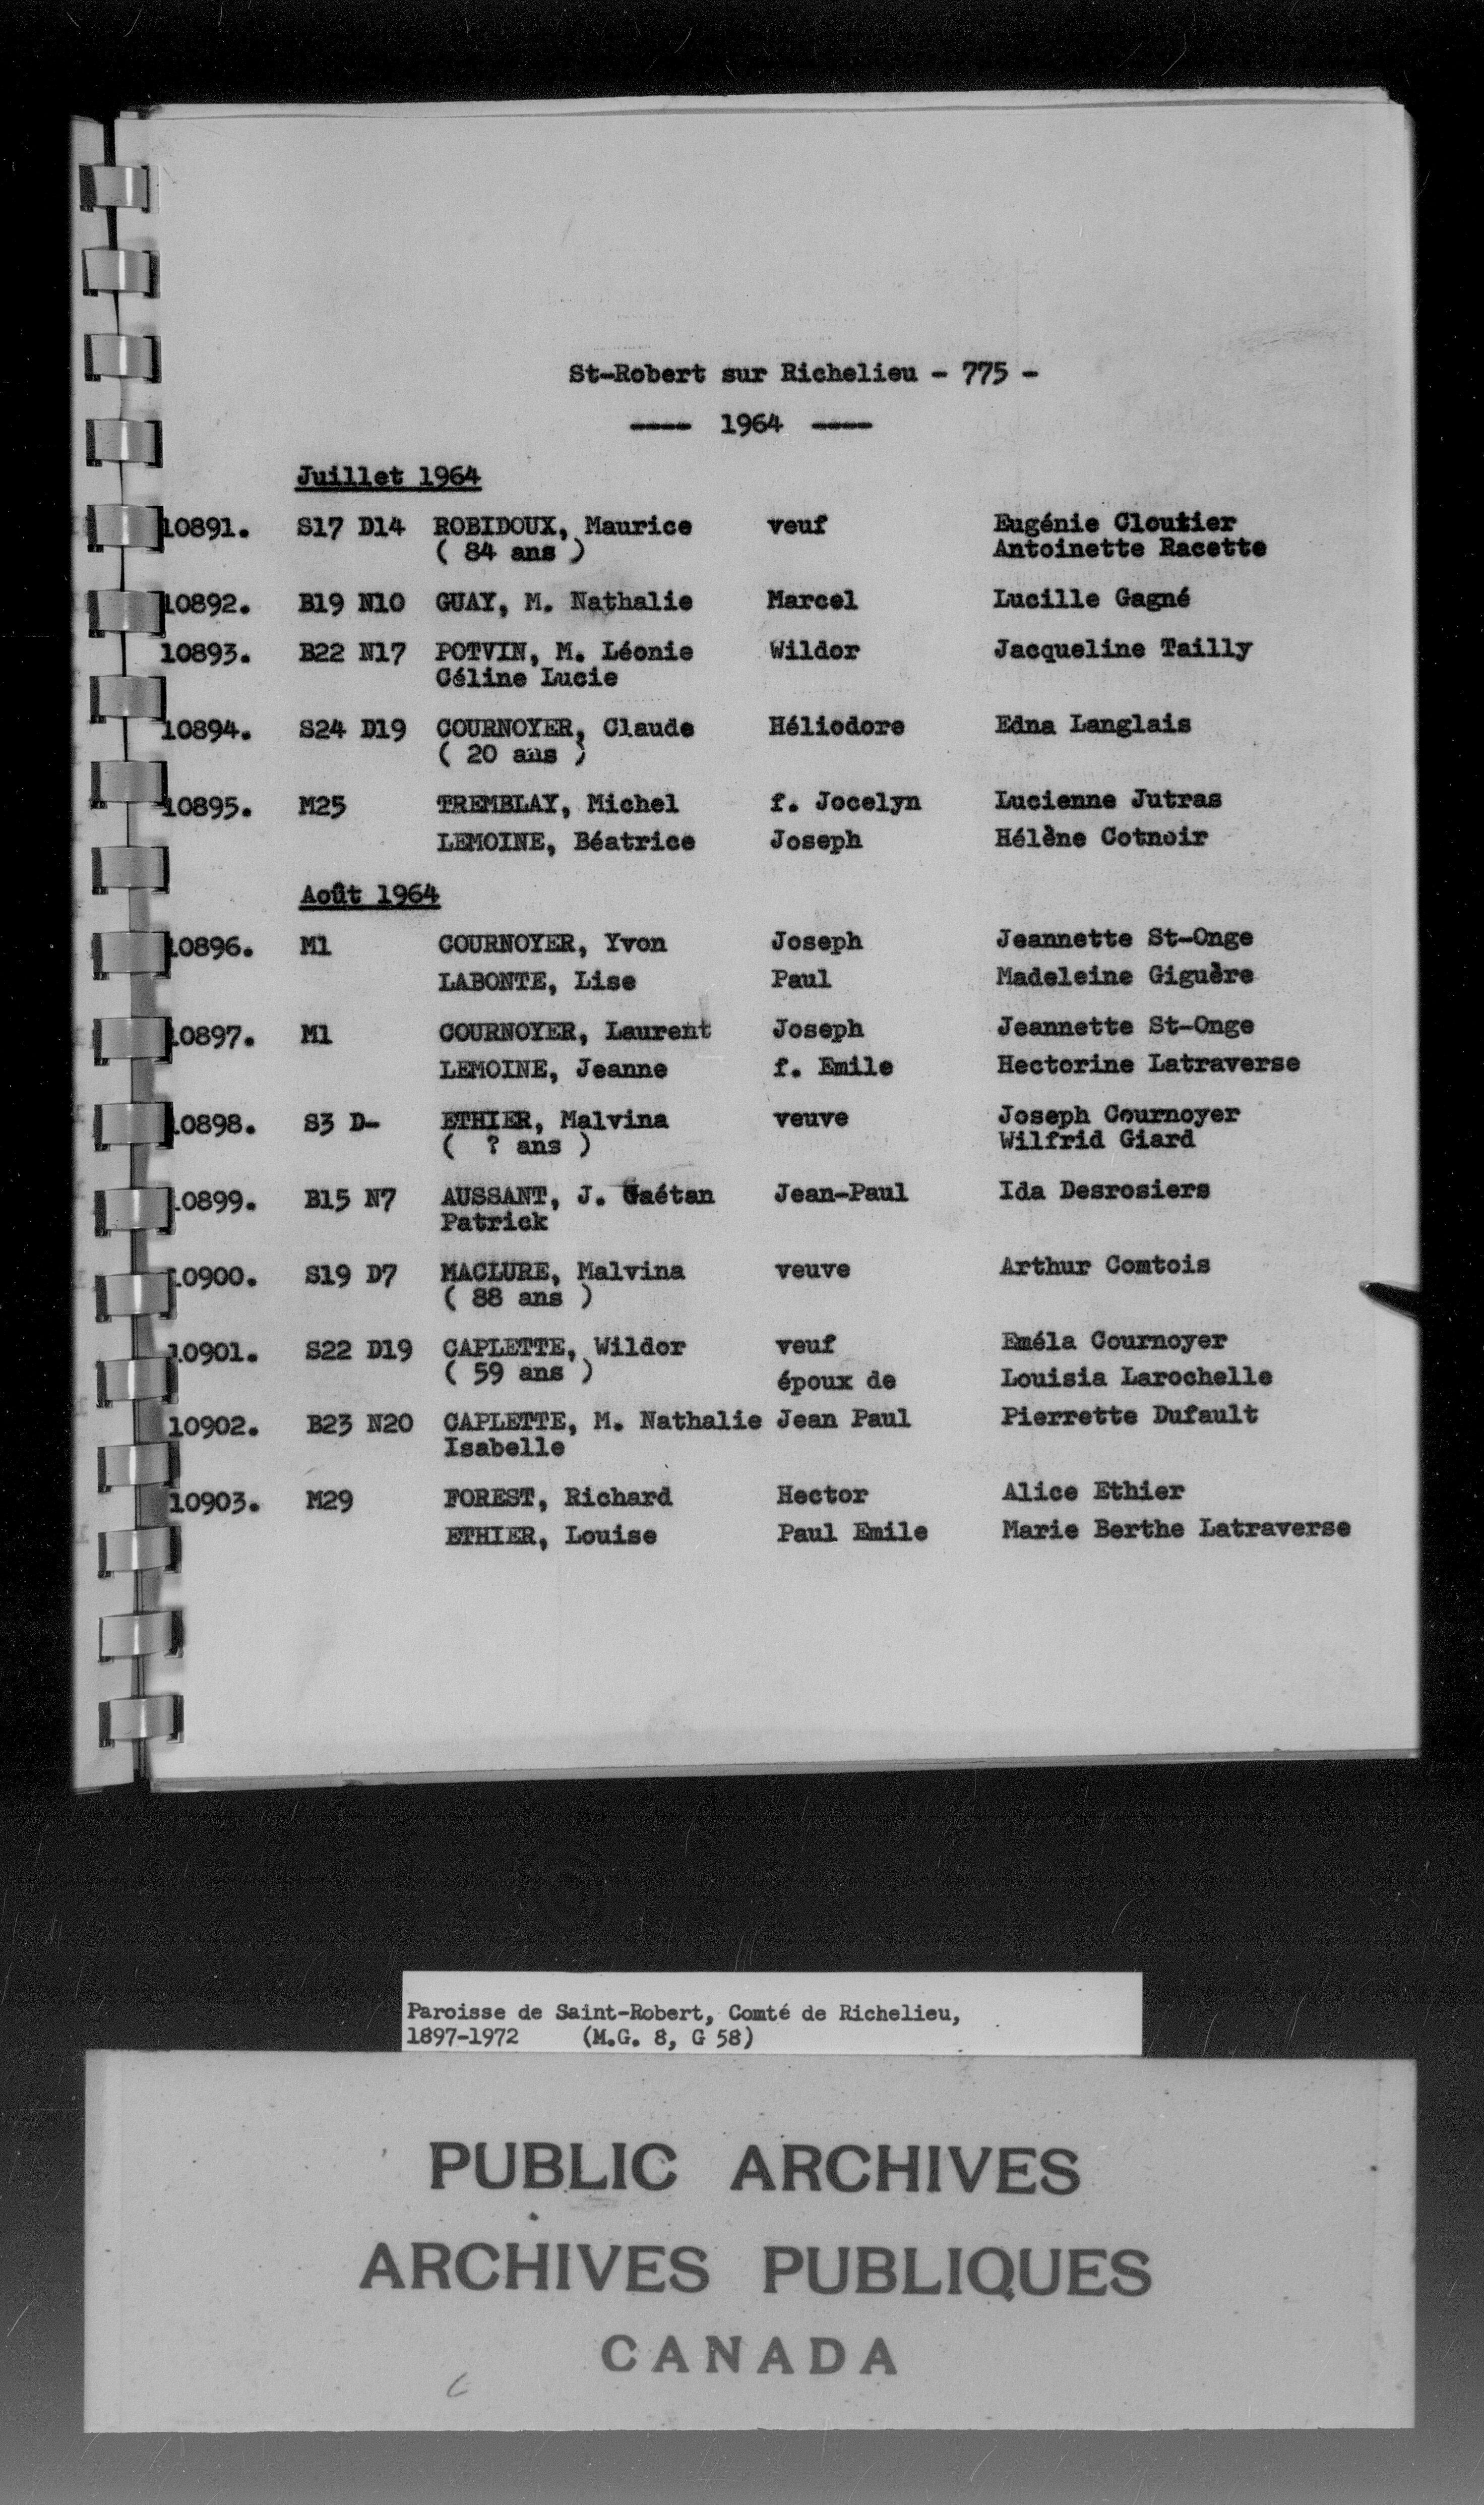 St-Robert sur Richelieu - 775 -
---- 1964 ----
Juillet 1964
10891. S17 D14 ROBIDOUX, Maurice veuf Eugénie Cloutier
( 84 ans ) Antoinette Racette
10892. B19 N10 GUAY, M. Nathalie Marcel Lucille Gagné
10893. B22 N17 POTVIN, M. Léonie Wildor Jacqueline Tailly
Céline Lucie
10894. S24 D19 COURNOYER, Claude Héliodore Edna Langlais
( 20 ans )
10895. M25 TREMBLAY, Michel f. Jocelyn Lucienne Jutras
LEMOINE, Béatrice Joseph Hélène Cotnoir
Août 1964
10896. M1 COURNOYER, Yvon Joseph Jeannette St-Onge
LABONTE, Lise Paul Madeleine Giguère
10897. M1 COURNOYER, Laurent Joseph Jeannette St-Onge
LEMOINE, Jeanne f. Emile Hectorine Latraverse
10898. S3 D- ETHIER, Malvina veuve Joseph Cournoyer
( ? ans ) Wilfrid Giard
10899. B15 N7 AUSSANT, J. Gaétan Jean-Paul Ida Desrosiers
Patrick
10900. S19 D7 MACLURE, Malvina veuve Arthur Comtois
( 88 ans )
10901. S22 D19 CAPLETTE, Wildor veuf Eméla Cournoyer
( 59 ans ) époux de Louisia Larochelle
10902. B23 N20 CAPLETTE, M. Nathalie Jean Paul Pierrette Dufault
Isabelle
10903. M29 FOREST, Richard Hector Alice Ethier
ETHIER, Louise Paul Emile Marie Berthe Latraverse
Paroisse de Saint-Robert, Comté de Richelieu,
1897-1972 (M.G. 8, G 58)
PUBLIC ARCHIVES
ARCHIVES PUBLIQUES
CANADA